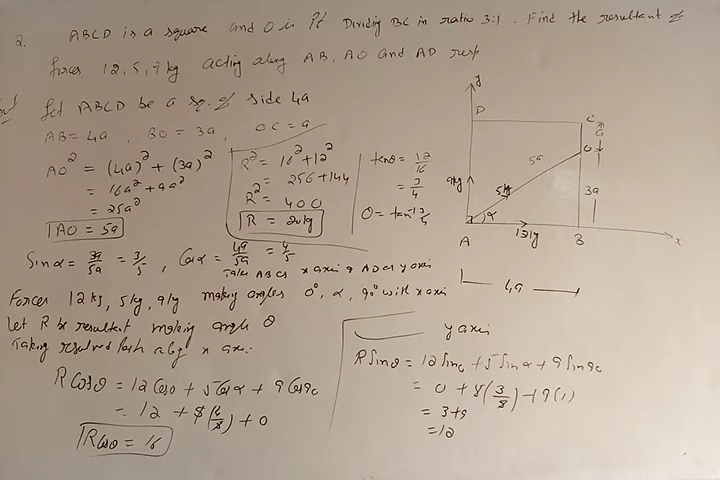 2. ABCD is a square and O is Pt Dividing BC in ratio 3:1. Find the resultant of
forces 12, 5, 9 kg acting along AB, AO and AD resp
Let ABCD be a sq. of side 4a
AB = 4a, BO = 3a, OC = a
AO² = (4a)² + (3a)²
= 16a² + 9a²
= 25a²
AO = 5a
R² = 16² + 12²
= 256 + 144
R² = 400
R = 20kg
tanθ = 12/16
= 3/4
θ = tan⁻¹ 3/4
y
D
C
a
O
5a
9kg
5kg
3a
α
A
12kg
B
x
4a
Sinα = 3a/5a = 3/5, Cosα = 4a/5a = 4/5
Taken AB as x axis & AD as y axis
Forces 12kg, 5kg, 9kg making angles 0°, α, 90° with x axis
Let R be resultant making angle θ
Taking resolved part alg x axis.
R Cosθ = 12 Cos0 + 5 Cosα + 9 Cos90
= 12 + 5(4/5) + 0
R Cosθ = 16
y axis
R Sinθ = 12 Sin0 + 5 Sinα + 9 Sin90
= 0 + 5(3/5) + 9(1)
= 3+9
= 12